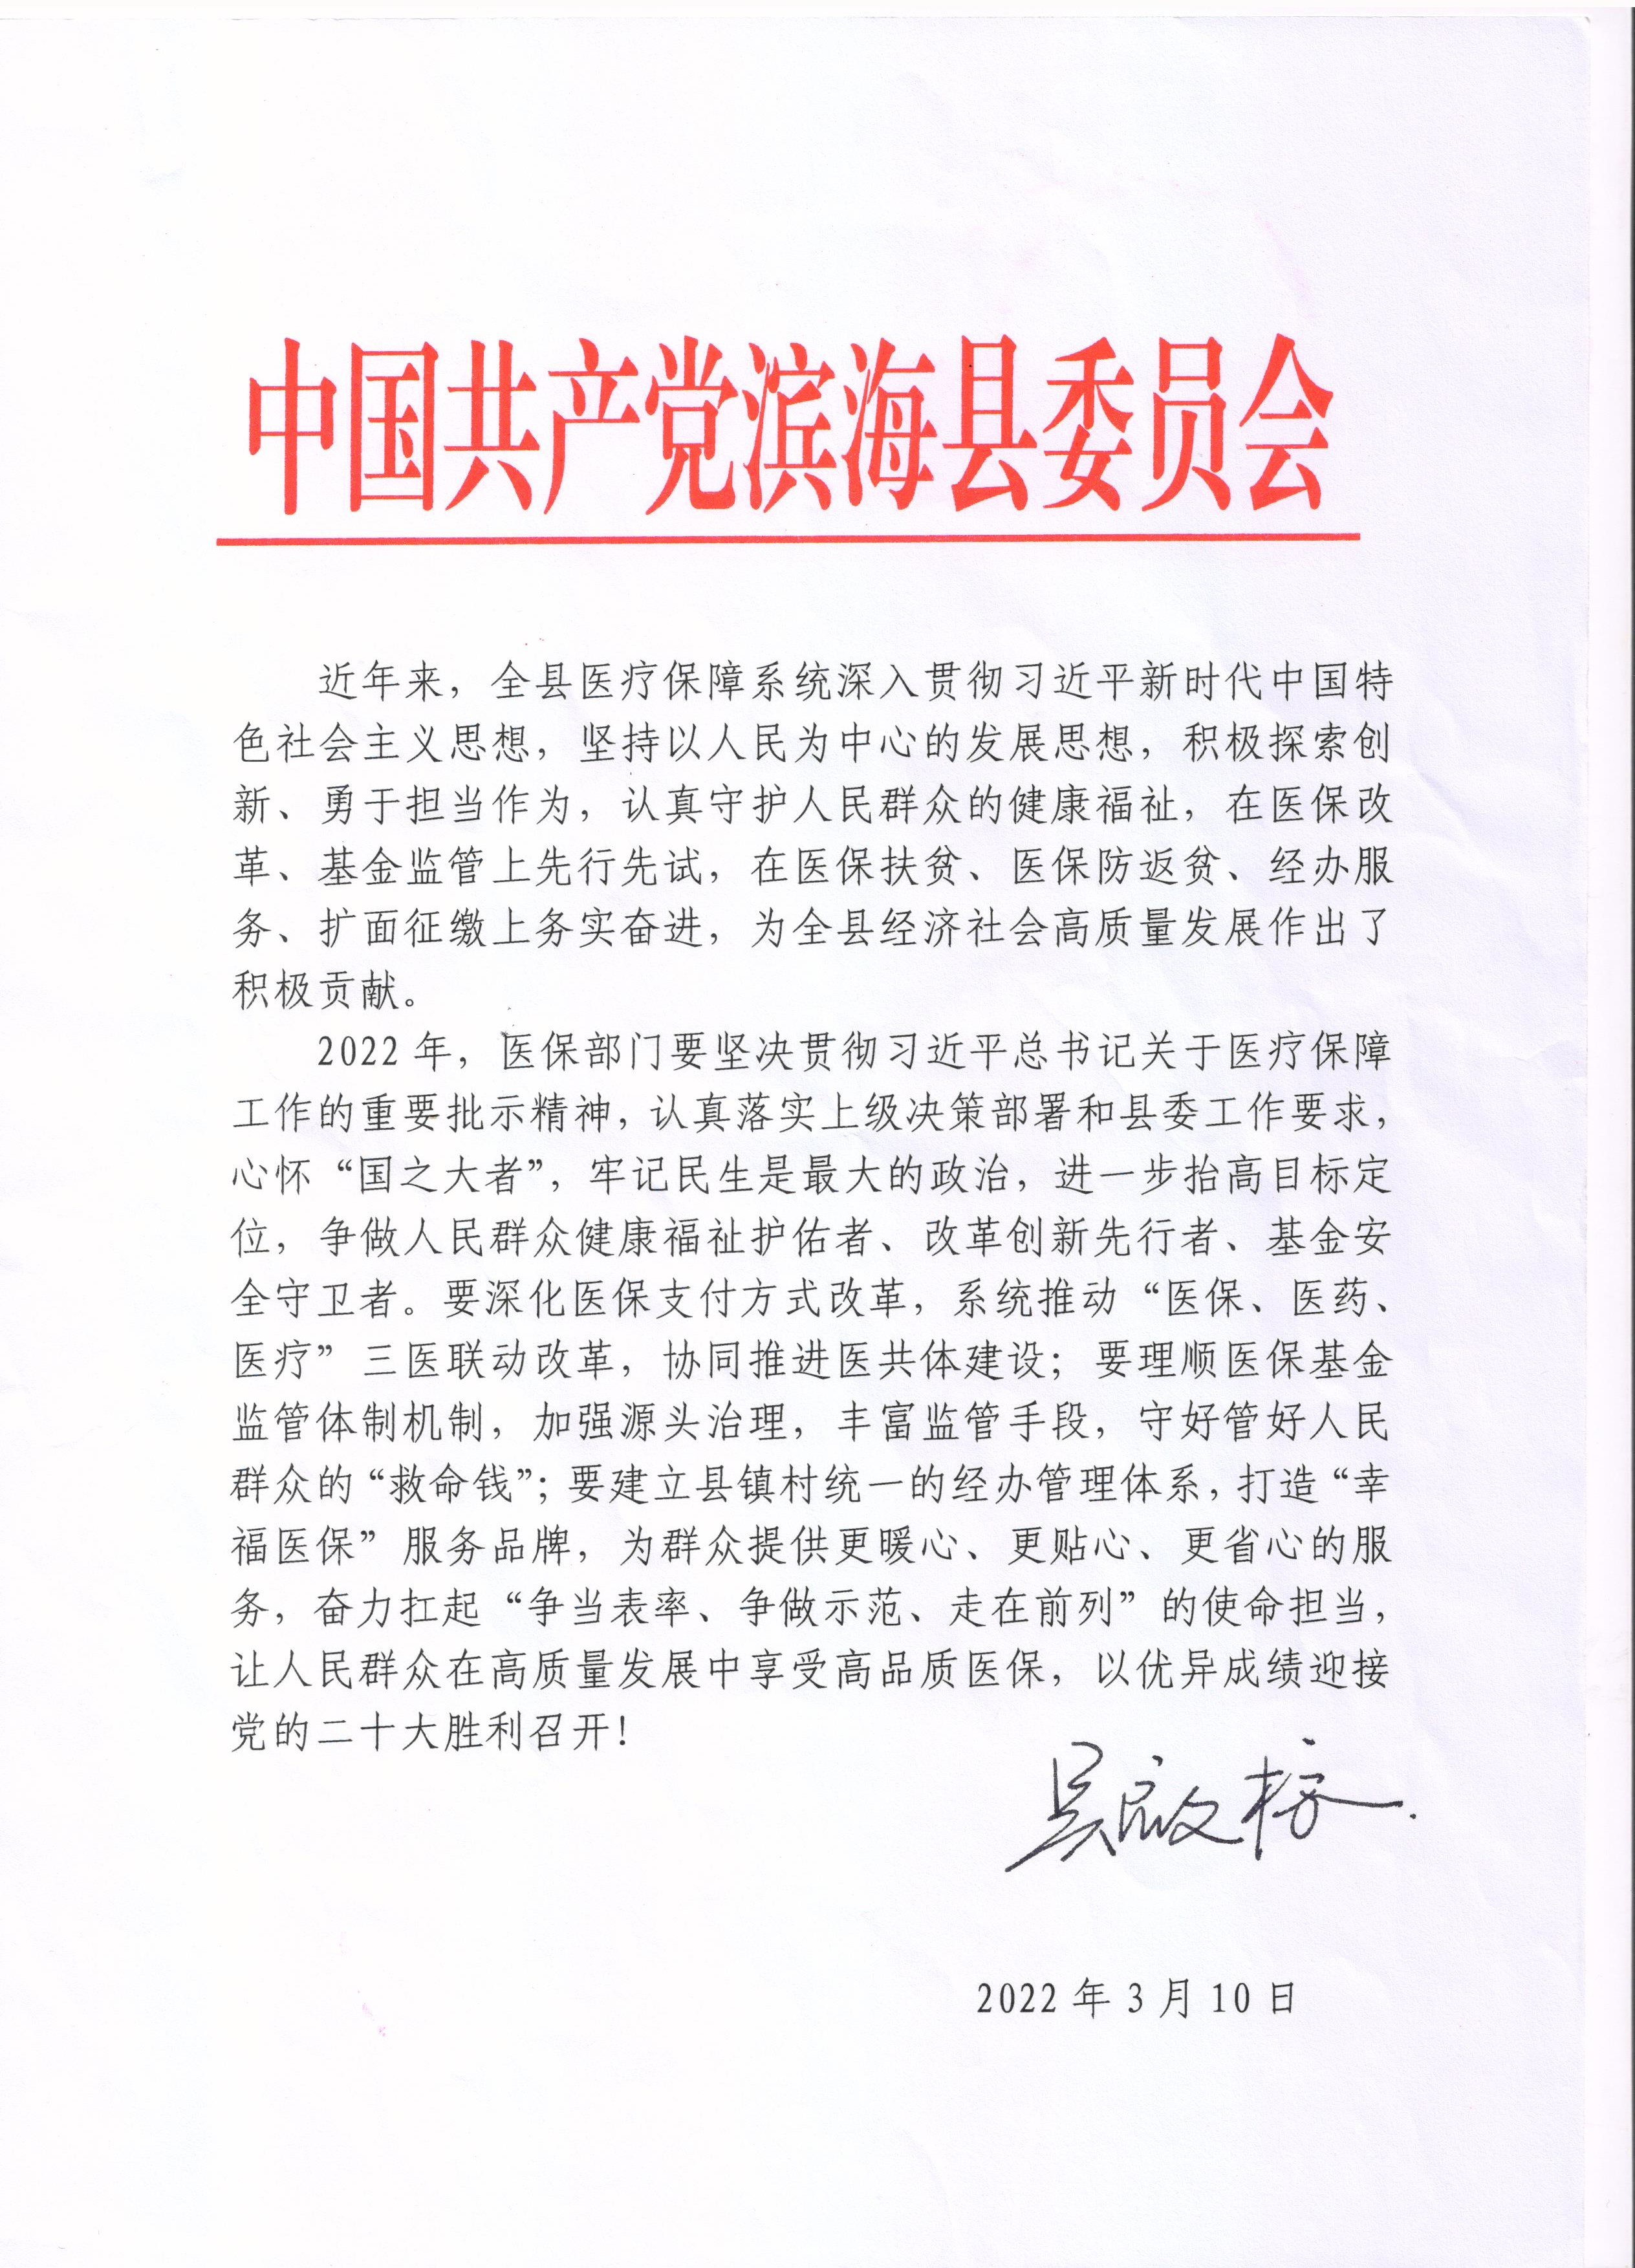 中国共产党滨海县委员会
近年来，全县医疗保障系统深入贯彻习近平新时代中国特
色社会主义思想，坚持以人民为中心的发展思想，积极探索创
新、勇于担当作为，认真守护人民群众的健康福祉，在医保改
革、基金监管上先行先试，在医保扶贫、医保防返贫、经办服
务、扩面征缴上务实奋进，为全县经济社会高质量发展作出了
积极贡献。
2022 年，医保部门要坚决贯彻习近平总书记关于医疗保障
工作的重要批示精神，认真落实上级决策部署和县委工作要求，
心怀“国之大者”，牢记民生是最大的政治，进一步抬高目标定
位，争做人民群众健康福祉护佑者、改革创新先行者、基金安
全守卫者。要深化医保支付方式改革，系统推动“医保、医药、
医疗”三医联动改革，协同推进医共体建设；要理顺医保基金
监管体制机制，加强源头治理，丰富监管手段，守好管好人民
群众的“救命钱”；要建立县镇村统一的经办管理体系，打造“幸
福医保”服务品牌，为群众提供更暖心、更贴心、更省心的服
务，奋力扛起“争当表率、争做示范、走在前列”的使命担当，
让人民群众在高质量发展中享受高品质医保，以优异成绩迎接
党的二十大胜利召开！
2022 年 3 月 10 日